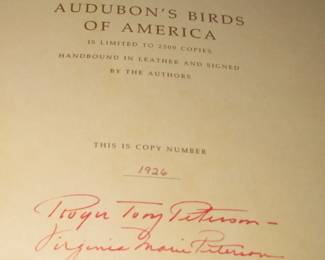 AUDUBON'S BIRDS
OF AMERICA
IS LIMITED TO 2500 COPIES
HANDBOUND IN LEATHER AND SIGNED
BY THE AUTHORS
THIS IS COPY NUMBER
1926
Roger Tory Peterson –
Virginia Marie Peterson